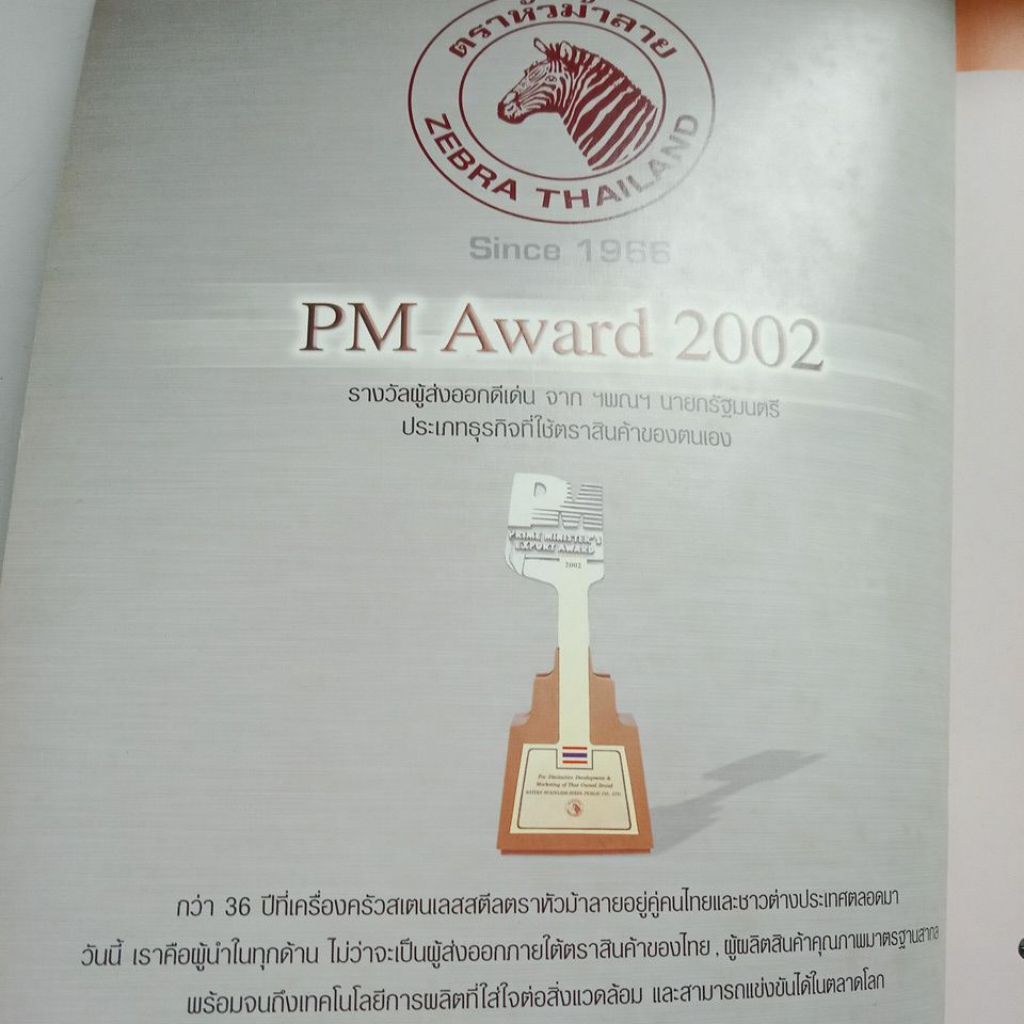 ตราหัวม้าลาย
ZEBRA THAILAND
Since 1966
PM Award 2002
รางวัลผู้ส่งออกดีเด่น จาก ฯพณฯ นายกรัฐมนตรี
ประเภทธุรกิจที่ใช้ตราสินค้าของตนเอง
PM
PRIME MINISTER'S
EXPORT AWARD
2002
For Distinctive Development &
Marketing of Thai Owned Brand
STAINLESS STEEL PUBLIC CO., LTD.
กว่า 36 ปีที่เครื่องครัวสเตนเลสสตีลตราหัวม้าลายอยู่คู่คนไทยและชาวต่างประเทศตลอดมา
วันนี้ เราคือผู้นำในทุกด้าน ไม่ว่าจะเป็นผู้ส่งออกภายใต้ตราสินค้าของไทย , ผู้ผลิตสินค้าคุณภาพมาตรฐานสากล
พร้อมจนถึงเทคโนโลยีการผลิตที่ใส่ใจต่อสิ่งแวดล้อม และสามารถแข่งขันได้ในตลาดโลก